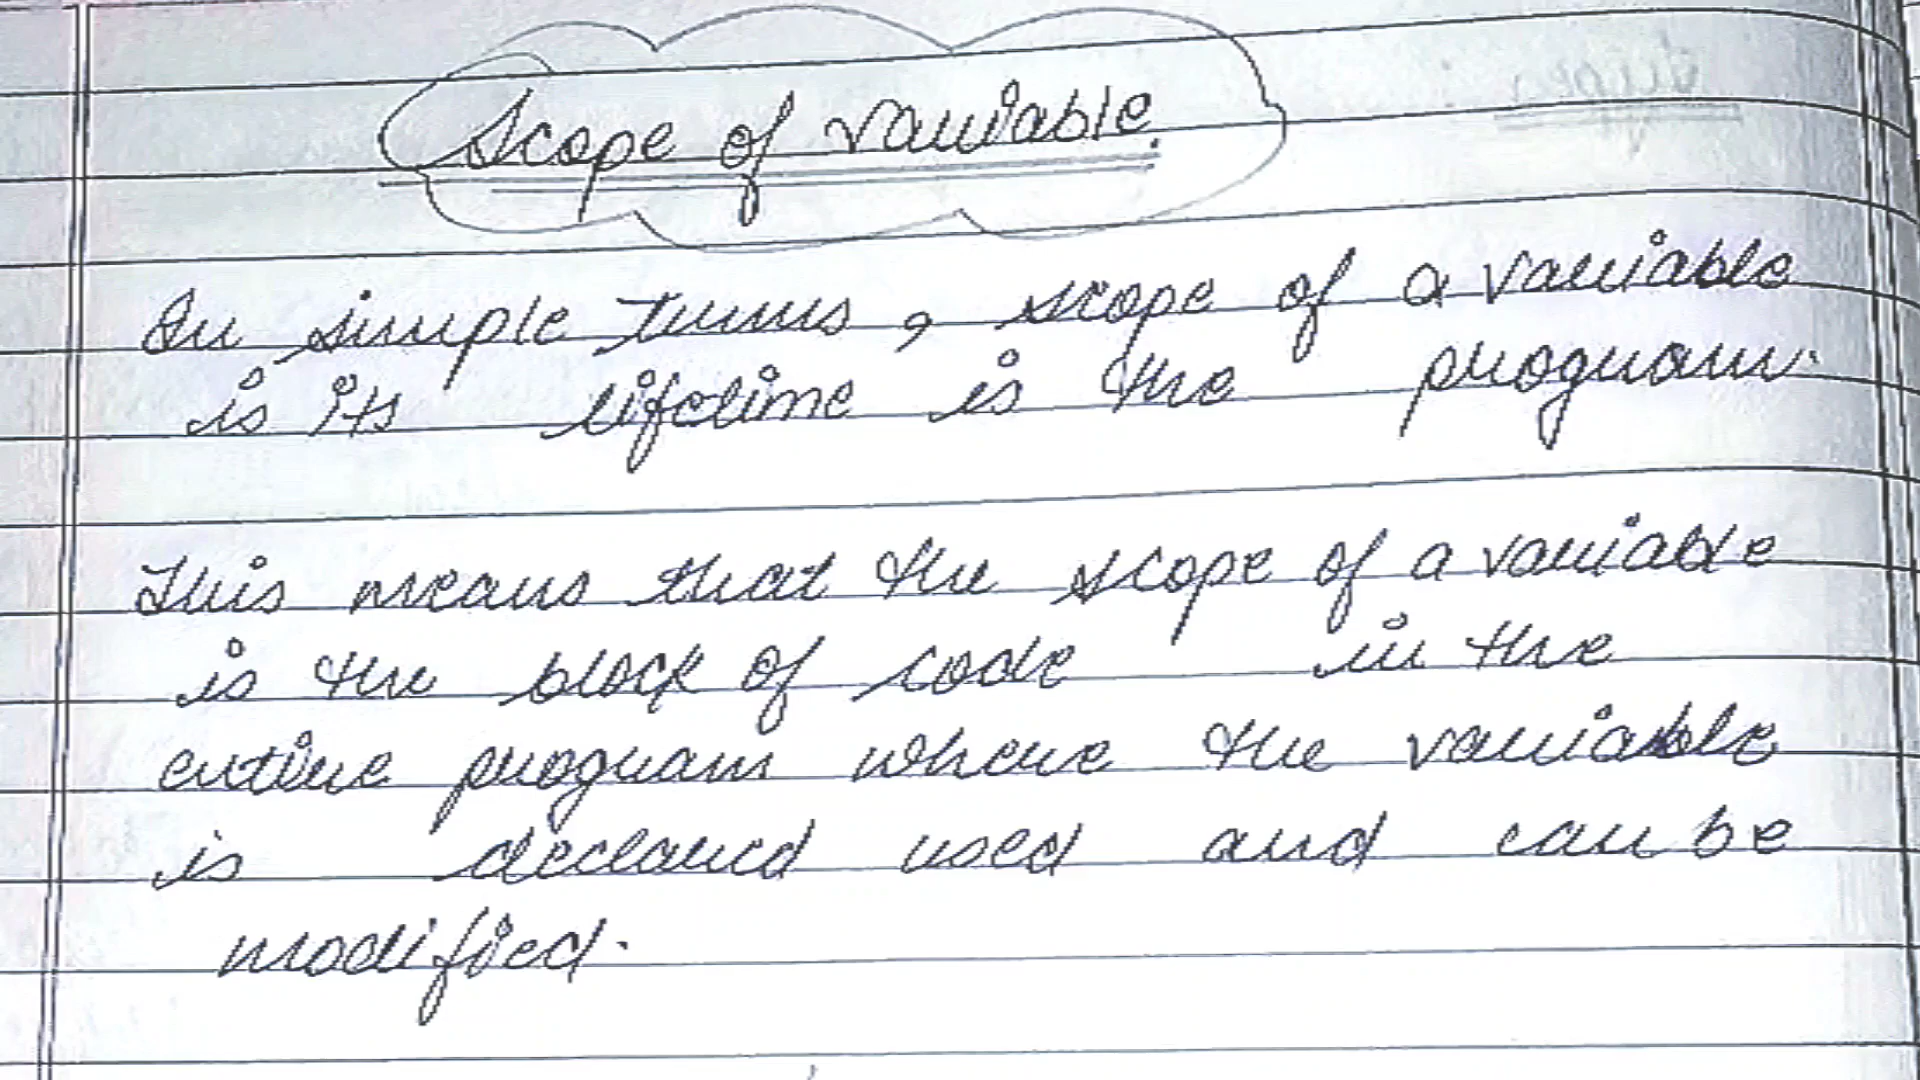 Scope of variable.
In simple terms, scope of a variable
is its lifetime is the program.
This means that the scope of a variable
is the block of code in the
entire program where the variable
is declared used and can be
modified.